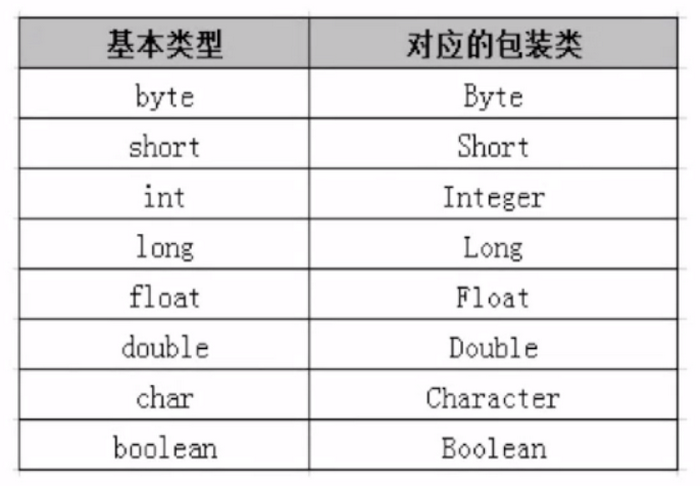 基本类型 对应的包装类
byte Byte
short Short
int Integer
long Long
float Float
double Double
char Character
boolean Boolean